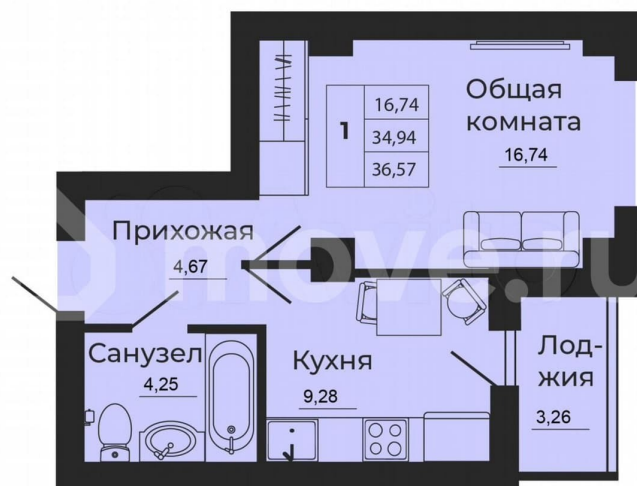 Общая
комната
16,74
1
16,74
34,94
36,57
Прихожая
4,67
move.ru
Санузел
4,25
Кухня
9,28
Лод-
жия
3,26